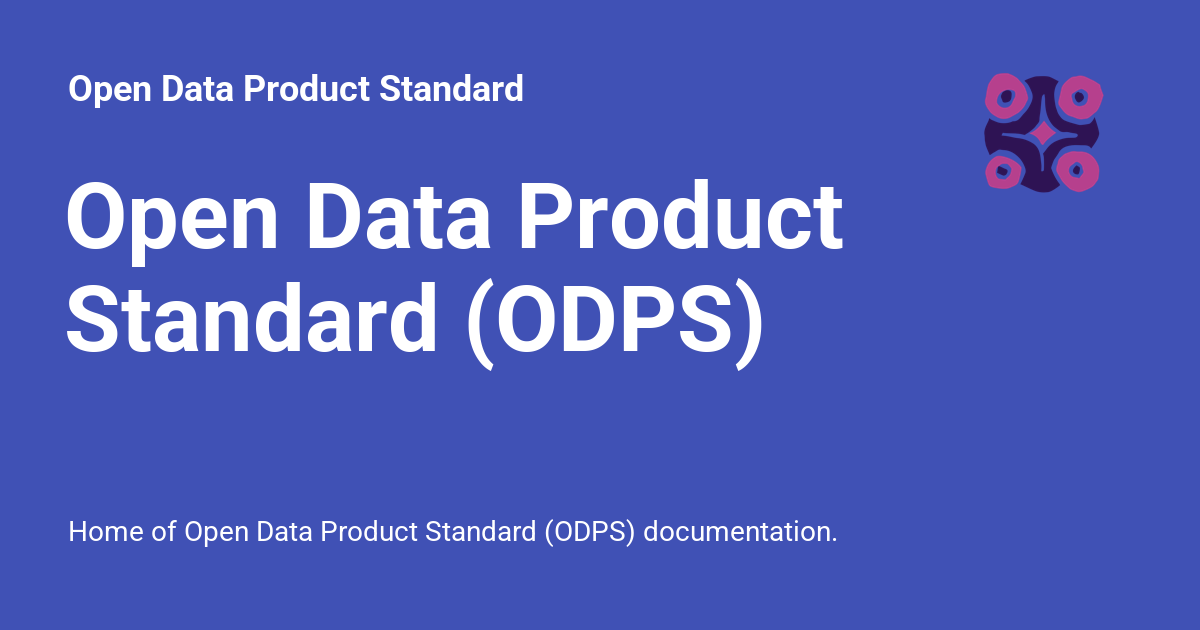 Open Data Product Standard
Open Data Product
Standard (ODPS)
Home of Open Data Product Standard (ODPS) documentation.